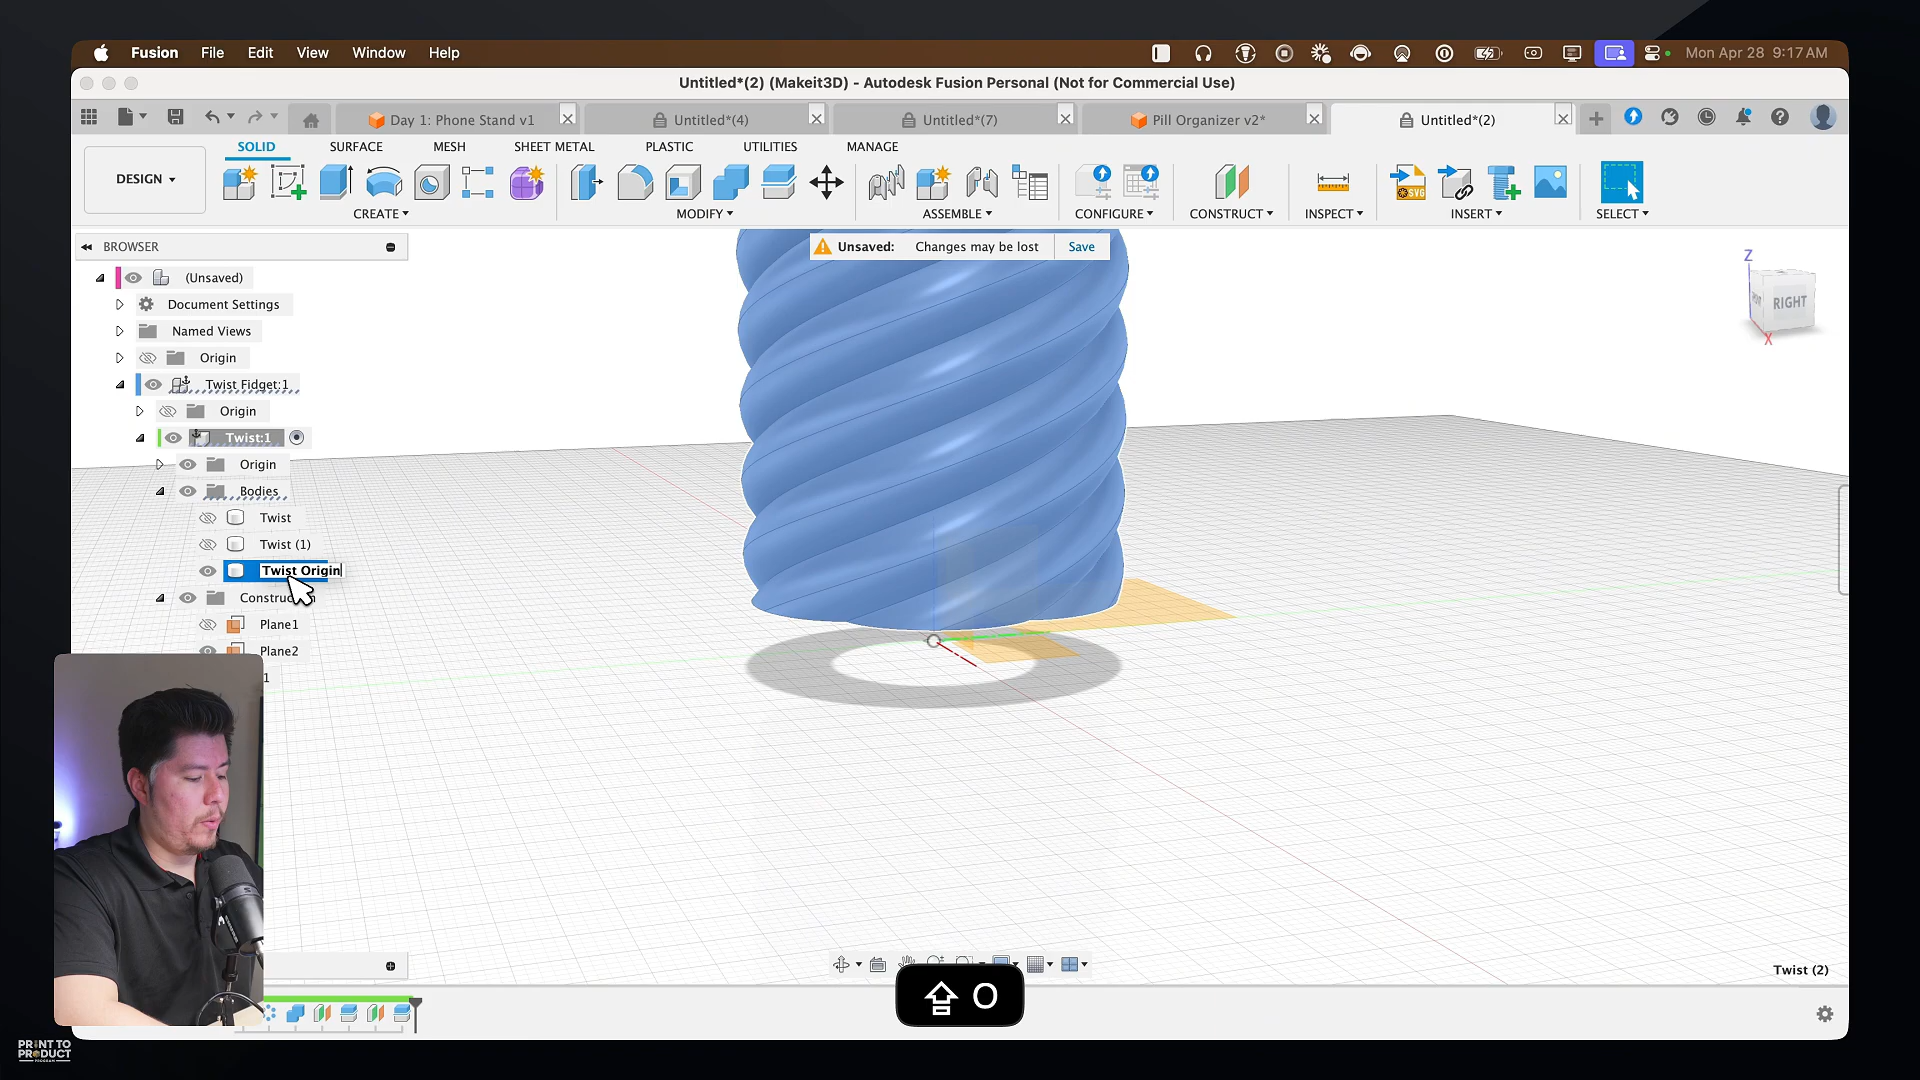 Fusion File Edit View Window Help Mon Apr 28 9:17 AM
Untitled*(2) (Makeit3D) - Autodesk Fusion Personal (Not for Commercial Use)
Day 1: Phone Stand v1 Untitled*(4) Untitled*(7) Pill Organizer v2* Untitled*(2)
SOLID SURFACE MESH SHEET METAL PLASTIC UTILITIES MANAGE
DESIGN
CREATE MODIFY ASSEMBLE CONFIGURE CONSTRUCT INSPECT INSERT SELECT
SVG
BROWSER
Unsaved: Changes may be lost Save
(Unsaved)
Document Settings
Named Views
Origin
Twist Fidget:1
Origin
Twist:1
Origin
Bodies
Twist
Twist (1)
Twist Origin
Plane1
Plane2
1
Z
RIGHT
X
Twist (2)
O
PRINT TO
PRODUCT
PROGRAM